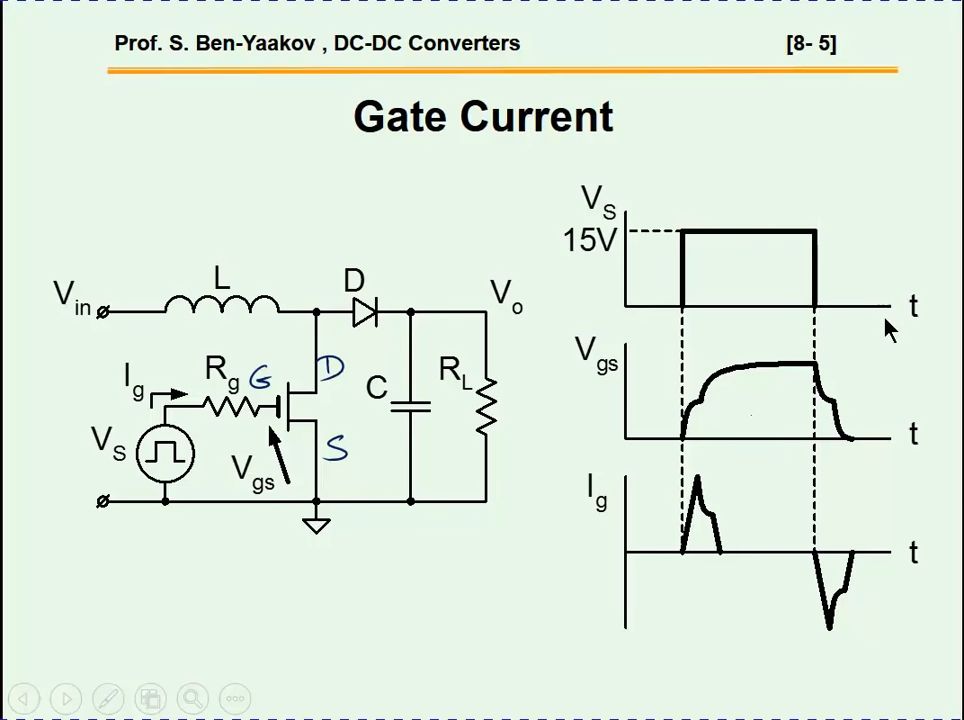 Prof. S. Ben-Yaakov , DC-DC Converters [8- 5]
Gate Current
Vin
L
D
Vo
Ig
Rg
G
D
C
RL
VS
Vgs
S
VS
15V
t
Vgs
t
Ig
t